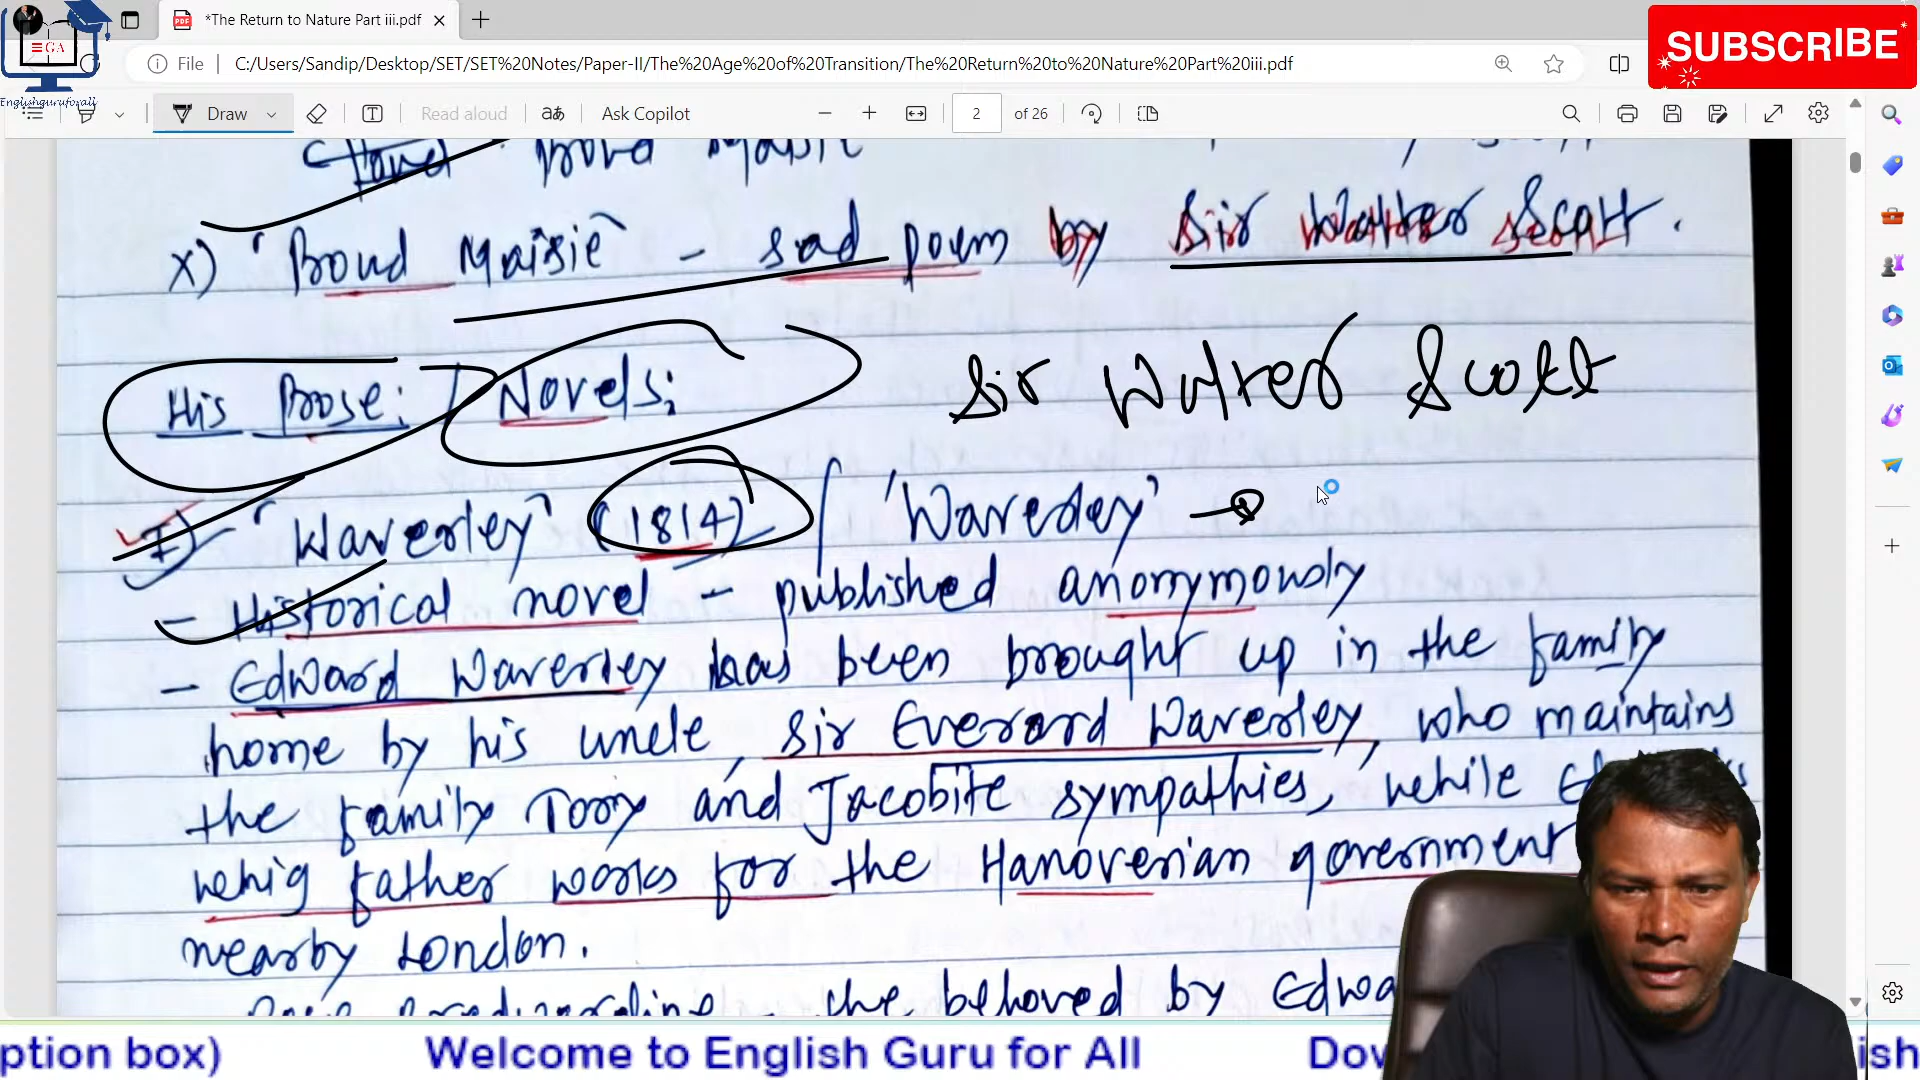 *The Return to Nature Part iii.pdf
SUBSCRIBE
EGA
Englishguruforall
File C:/Users/Sandip/Desktop/SET/SET%20Notes/Paper-II/The%20Age%20of%20Transition/The%20Return%20to%20Nature%20Part%20iii.pdf
Draw Read aloud aあ Ask Copilot 2 of 26
X) 'Proud Maisie' - sad poem by Sir Walter Scott.
His Prose: / Novels: Sir Walter Scott
I) - 'Waverley' (1814) / 'Waverley' →
- Historical novel - published anonymously
- Edward Waverley has been brought up in the family
home by his uncle, Sir Everard Waverley, who maintains
the family Tory and Jacobite sympathies, while
whig father works for the Hanoverian government
nearby London.
the beloved by
ption box) Welcome to English Guru for All